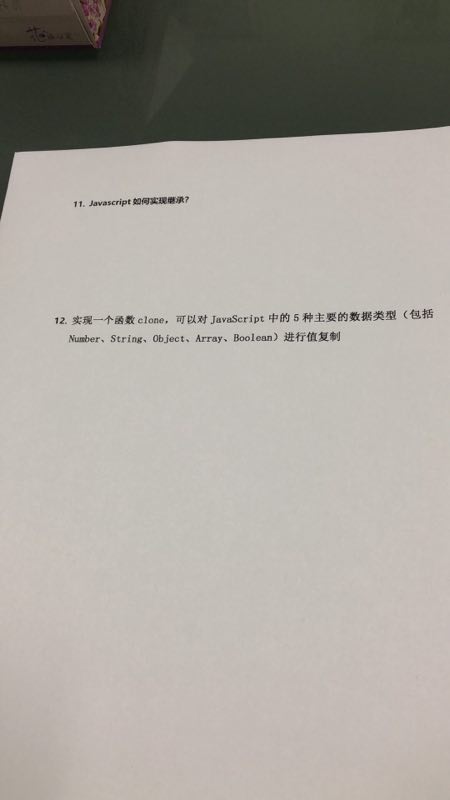 11. Javascript 如何实现继承？
12. 实现一个函数 clone，可以对 JavaScript 中的 5 种主要的数据类型（包括
Number、String、Object、Array、Boolean）进行值复制